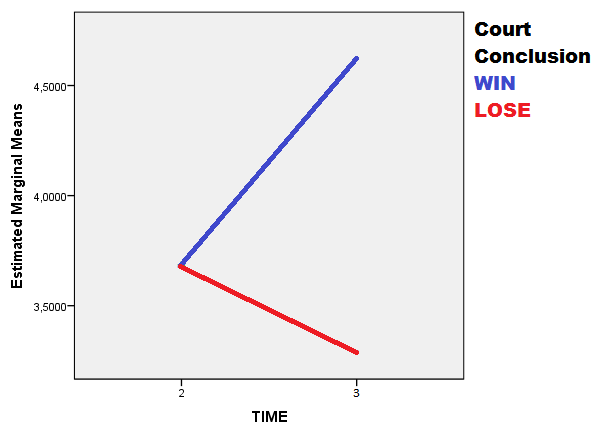 Court
Conclusion
WIN
LOSE
Estimated Marginal Means
4,5000
4,0000
3,5000
2
3
TIME